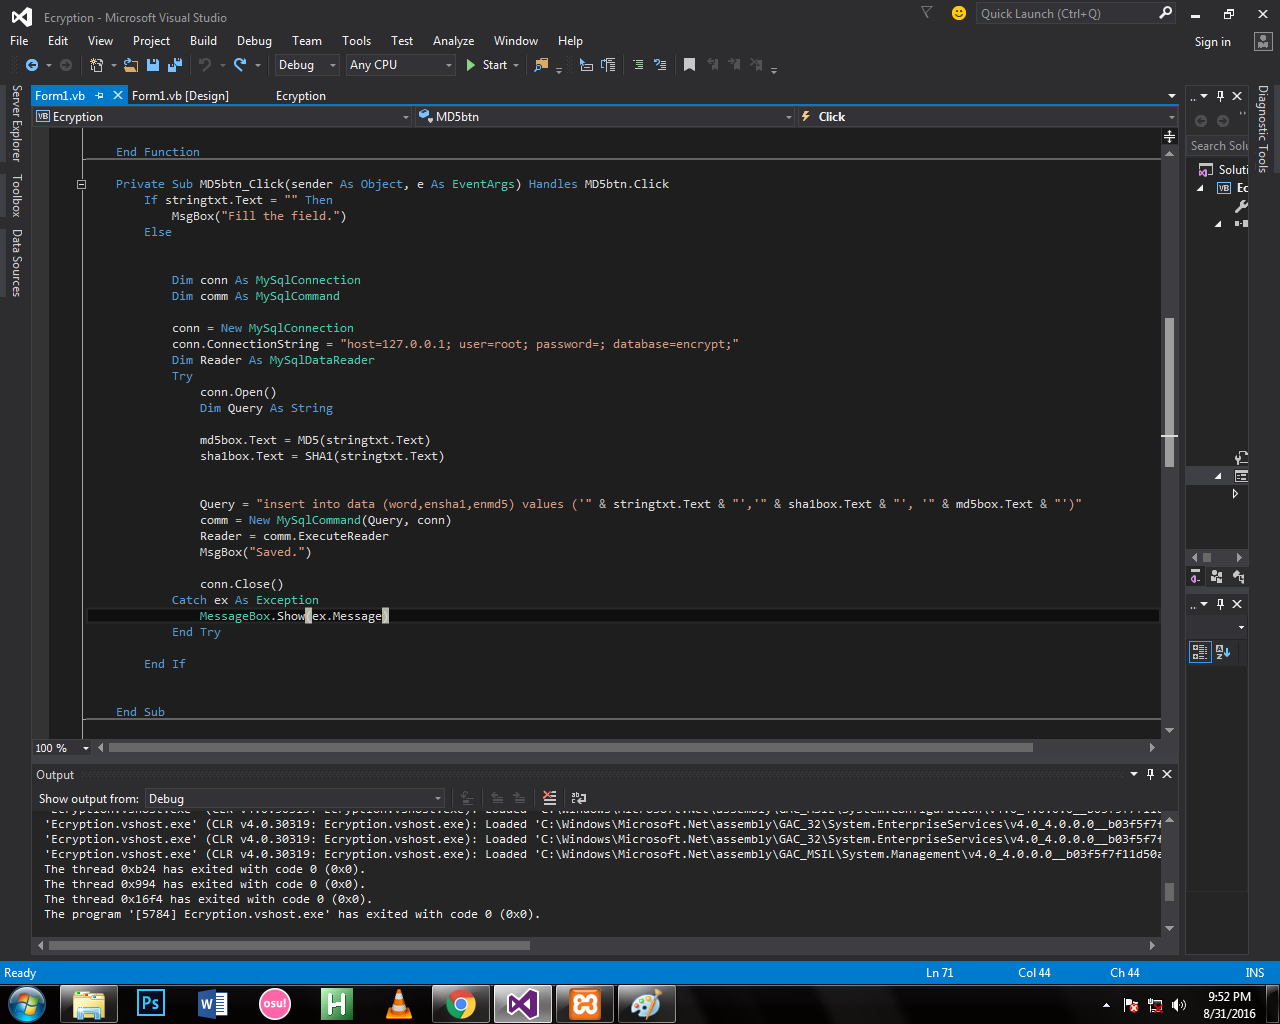 Ecryption - Microsoft Visual Studio
Quick Launch (Ctrl+Q)
File Edit View Project Build Debug Team Tools Test Analyze Window Help
Sign in
Debug Any CPU Start
Form1.vb Form1.vb [Design] Ecryption
VB Ecryption MD5btn Click
Server Explorer
Toolbox
Data Sources
End Function
Private Sub MD5btn_Click(sender As Object, e As EventArgs) Handles MD5btn.Click
If stringtxt.Text = "" Then
MsgBox("Fill the field.")
Else
Dim conn As MySqlConnection
Dim comm As MySqlCommand
conn = New MySqlConnection
conn.ConnectionString = "host=127.0.0.1; user=root; password=; database=encrypt;"
Dim Reader As MySqlDataReader
Try
conn.Open()
Dim Query As String
md5box.Text = MD5(stringtxt.Text)
sha1box.Text = SHA1(stringtxt.Text)
Query = "insert into data (word,ensha1,enmd5) values ('" & stringtxt.Text & "','" & sha1box.Text & "', '" & md5box.Text & "')"
comm = New MySqlCommand(Query, conn)
Reader = comm.ExecuteReader
MsgBox("Saved.")
conn.Close()
Catch ex As Exception
MessageBox.Show(ex.Message)
End Try
End If
End Sub
100 %
..
Search Solu
Soluti
VB Ec
..
Diagnostic Tools
Output
Show output from: Debug
'Ecryption.vshost.exe' (CLR v4.0.30319: Ecryption.vshost.exe): Loaded 'C:\Windows\Microsoft.Net\assembly\GAC_32\System.EnterpriseServices\v4.0_4.0.0.0__b03f5f7f
'Ecryption.vshost.exe' (CLR v4.0.30319: Ecryption.vshost.exe): Loaded 'C:\Windows\Microsoft.Net\assembly\GAC_32\System.EnterpriseServices\v4.0_4.0.0.0__b03f5f7f
'Ecryption.vshost.exe' (CLR v4.0.30319: Ecryption.vshost.exe): Loaded 'C:\Windows\Microsoft.Net\assembly\GAC_MSIL\System.Management\v4.0_4.0.0.0__b03f5f7f11d50a
The thread 0xb24 has exited with code 0 (0x0).
The thread 0x994 has exited with code 0 (0x0).
The thread 0x16f4 has exited with code 0 (0x0).
The program '[5784] Ecryption.vshost.exe' has exited with code 0 (0x0).
Ready Ln 71 Col 44 Ch 44 INS
Ps W osu! H
9:52 PM
8/31/2016